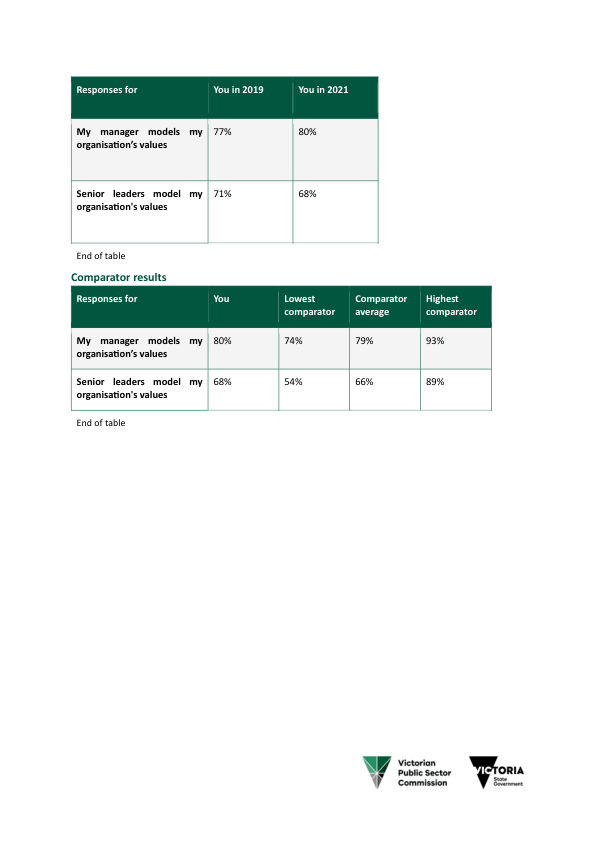 Responses for You in 2019 You in 2021
My manager models my 77% 80%
organisation’s values
Senior leaders model my 71% 68%
organisation's values
End of table
Comparator results
Responses for You Lowest Comparator Highest
comparator average comparator
My manager models my 80% 74% 79% 93%
organisation’s values
Senior leaders model my 68% 54% 66% 89%
organisation's values
End of table
Victorian
Public Sector
Commission
VICTORIA
State
Government